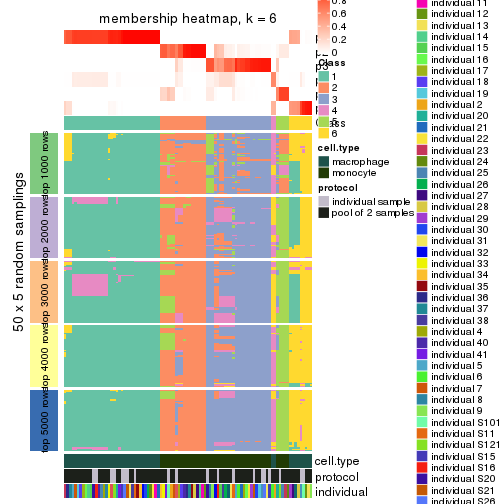 membership heatmap, k = 6
50 x 5 random samplings
top 1000 rows
top 2000 rows
top 3000 rows
top 4000 rows
top 5000 rows
0.8
0.6
0.4
0.2
0
Class
1
2
3
4
5
6
cell.type
macrophage
monocyte
protocol
individual sample
pool of 2 samples
cell.type
protocol
individual
individual 11
individual 12
individual 13
individual 14
individual 15
individual 16
individual 17
individual 18
individual 19
individual 2
individual 20
individual 21
individual 22
individual 23
individual 24
individual 25
individual 26
individual 27
individual 28
individual 29
individual 30
individual 31
individual 32
individual 33
individual 34
individual 35
individual 36
individual 37
individual 38
individual 4
individual 40
individual 41
individual 5
individual 6
individual 7
individual 8
individual 9
individual S101
individual S11
individual S121
individual S15
individual S16
individual S20